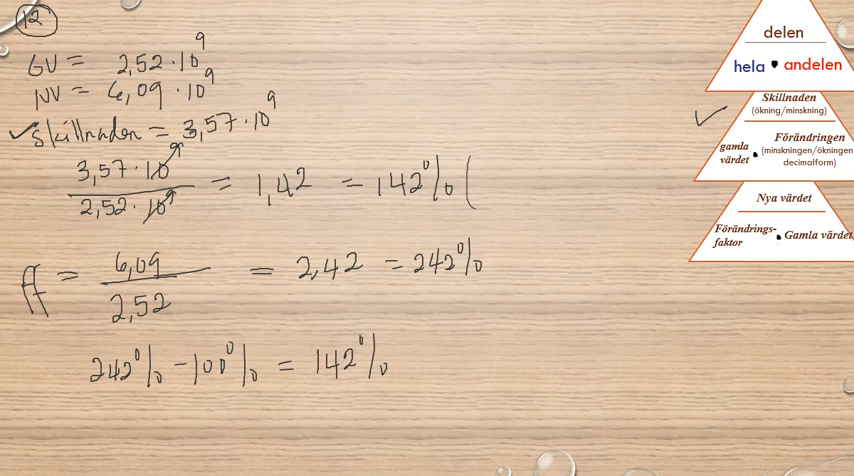 12
GV = 2,52 · 10⁹
NV = 6,09 · 10⁹
✓ skillnaden = 3,57 · 10⁹
3,57 · 10⁹ / 2,52 · 10⁹ = 1,42 = 142% (
ff = 6,09 / 2,52 = 2,42 = 242%
242% - 100% = 142%
delen
hela • andelen
✓
Skillnaden
(ökning/minskning)
gamla värdet • Förändringen
(minskningen/ökningen
decimalform)
Nya värdet
Förändrings-
faktor • Gamla värdet